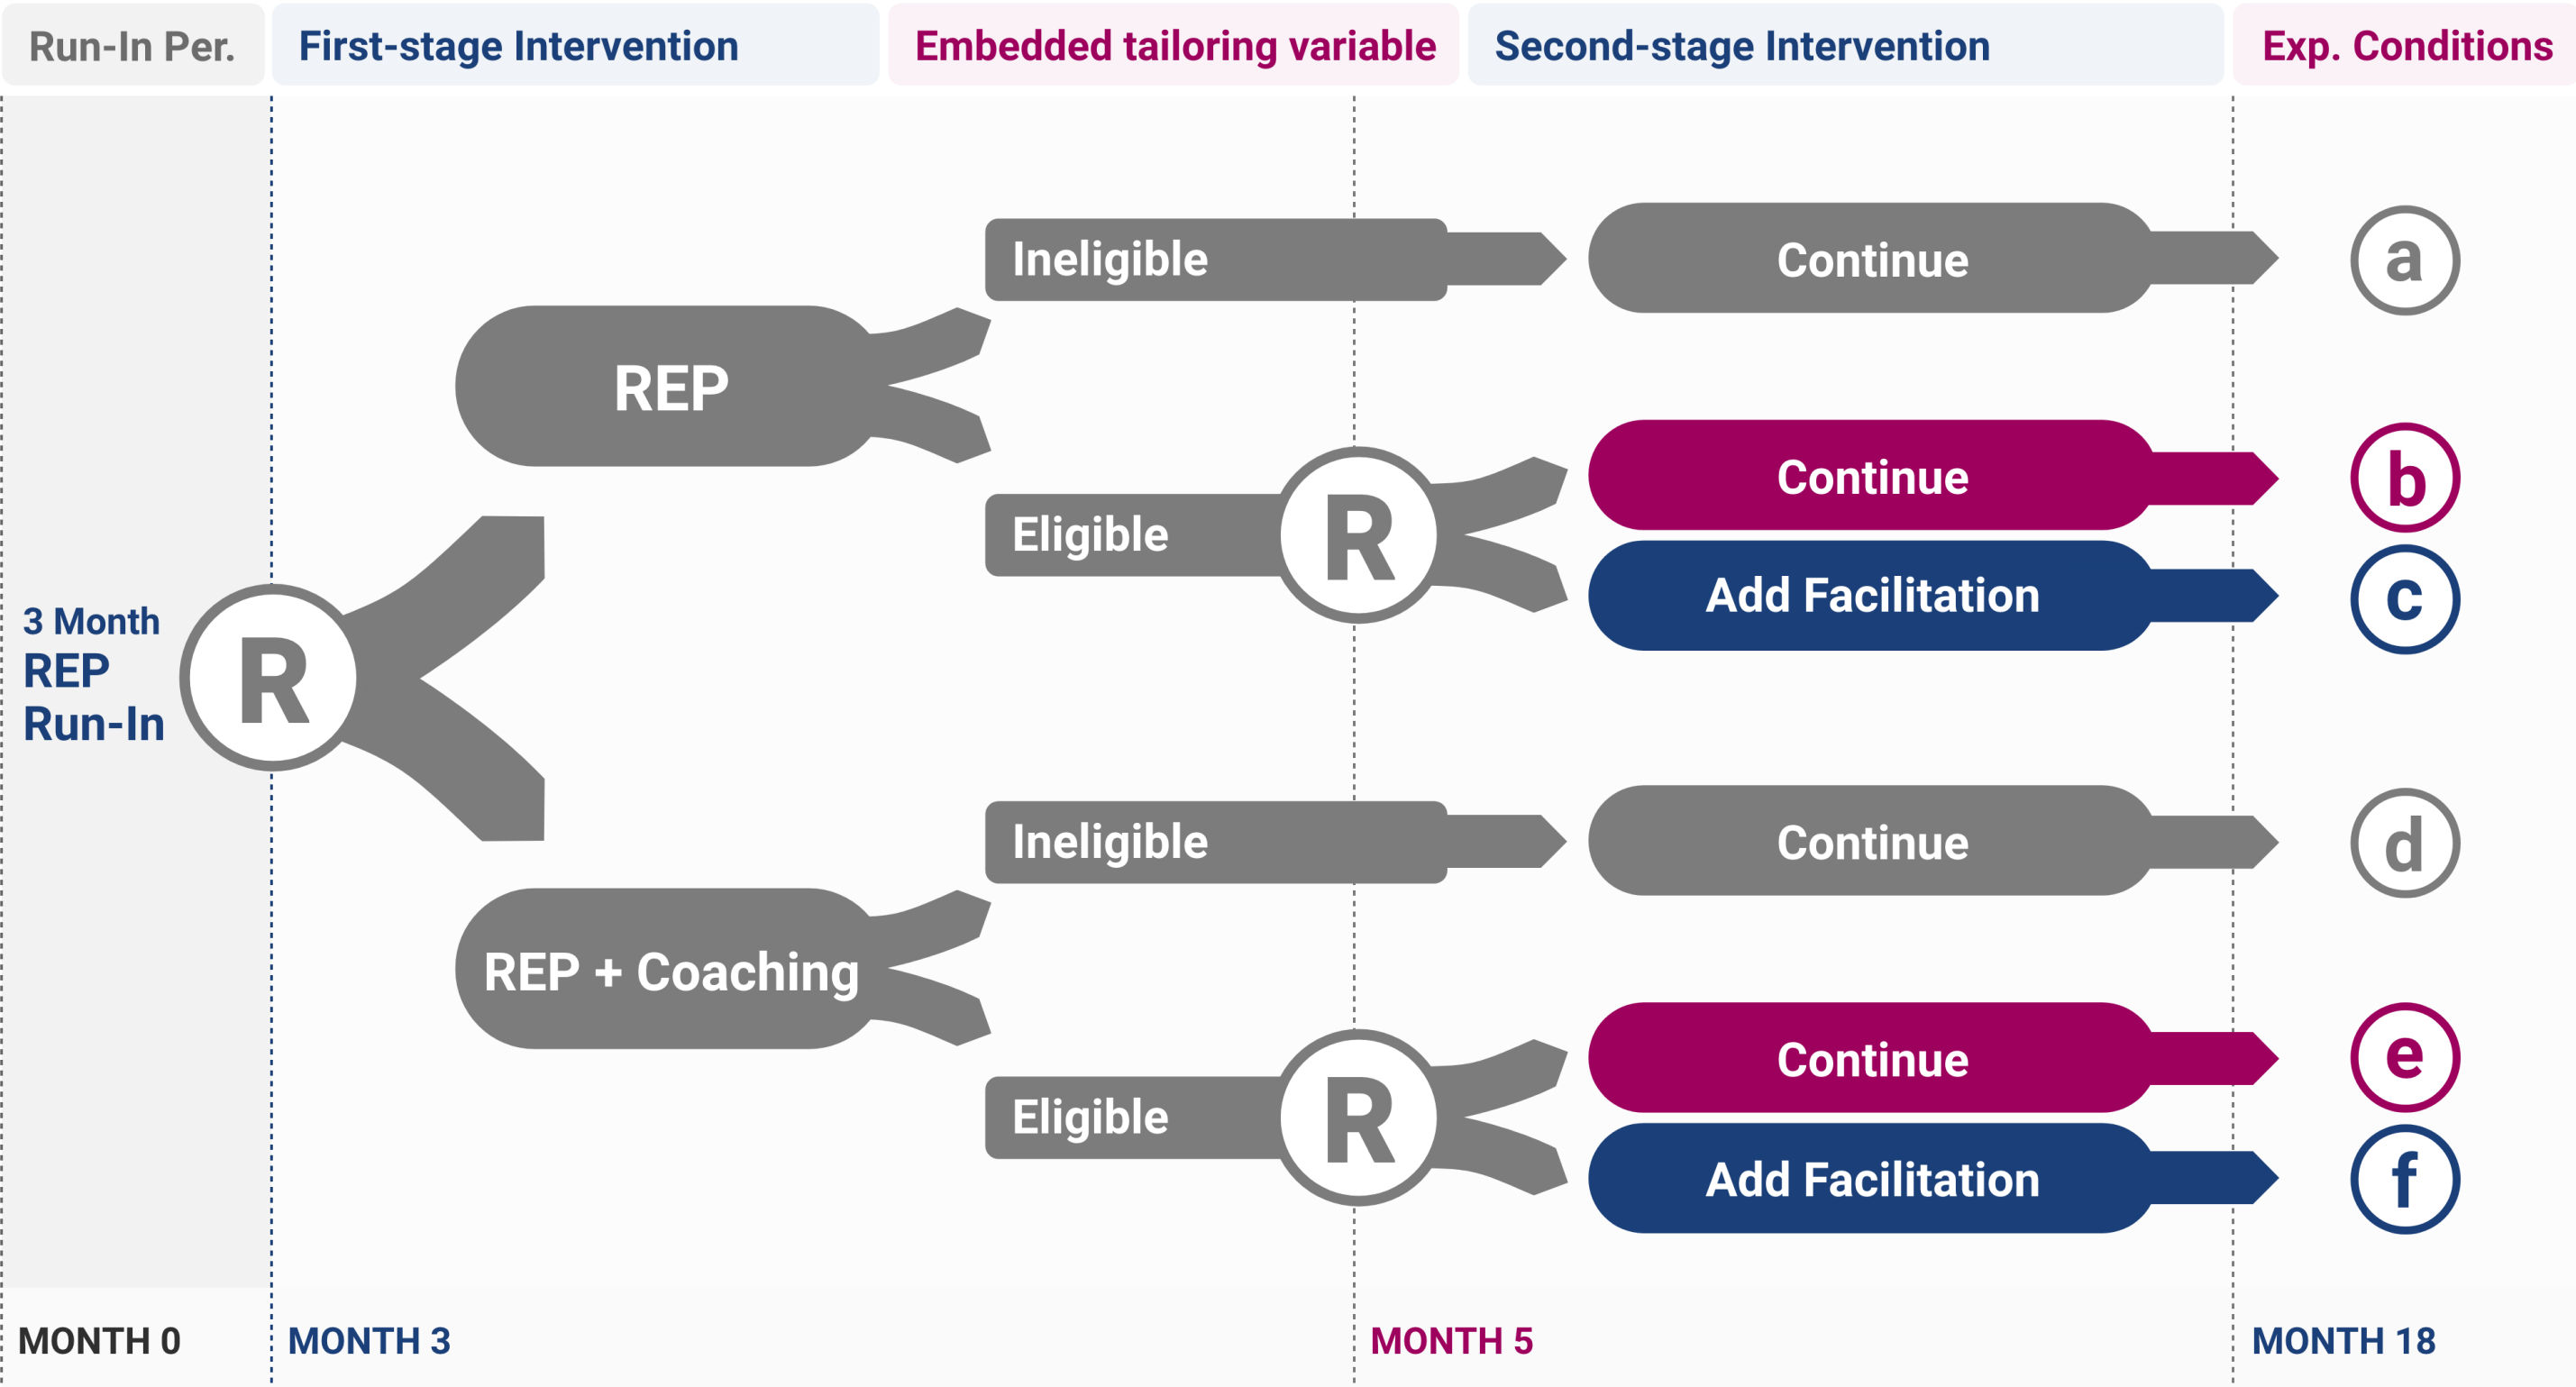 Run-In Per.
First-stage Intervention
Embedded tailoring variable
Second-stage Intervention
Exp. Conditions
3 Month
REP
Run-In
R
REP
Ineligible
Continue
a
Eligible
R
Continue
b
Add Facilitation
c
REP + Coaching
Ineligible
Continue
d
Eligible
R
Continue
e
Add Facilitation
f
MONTH 0
MONTH 3
MONTH 5
MONTH 18